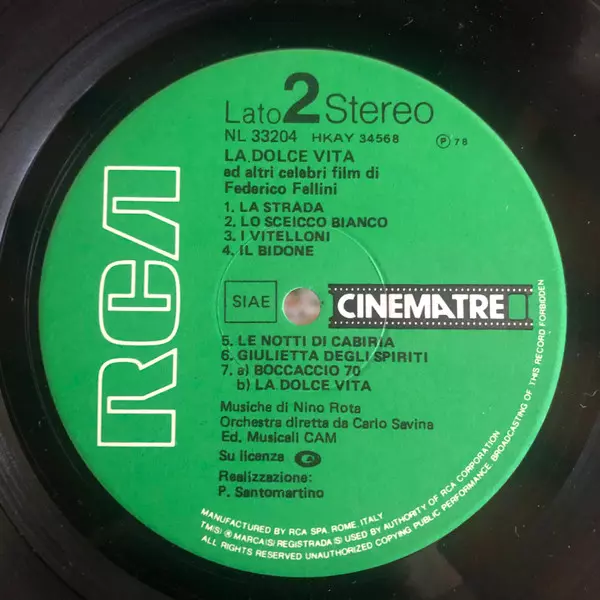 Lato 2 Stereo
NL 33204 HKAY 34568 Ⓟ 78
LA DOLCE VITA
ed altri celebri film di
Federico Fellini
1. LA STRADA
2. LO SCEICCO BIANCO
3. I VITELLONI
4. IL BIDONE
RCA
SIAE
CINEMATRE
5. LE NOTTI DI CABIRIA
6. GIULIETTA DEGLI SPIRITI
7. a) BOCCACCIO 70
b) LA DOLCE VITA
Musiche di Nino Rota
Orchestra diretta da Carlo Savina
Ed. Musicali CAM
Su licenza
Realizzazione:
P. Santomartino
MANUFACTURED BY RCA SPA, ROME, ITALY
TM(S) ® MARCA(S) REGISTRADA(S) USED BY AUTHORITY OF RCA CORPORATION
ALL RIGHTS RESERVED UNAUTHORIZED COPYING PUBLIC PERFORMANCE, BROADCASTING OF THIS RECORD FORBIDDEN